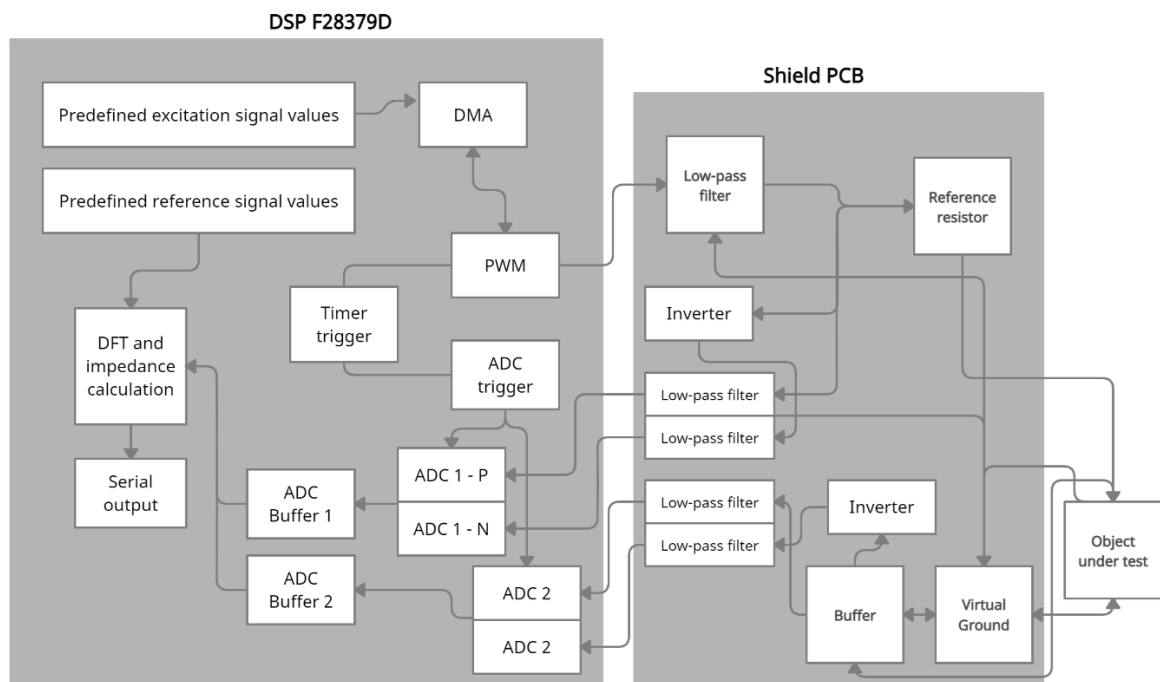 DSP F28379D
Predefined excitation signal values
DMA
Predefined reference signal values
PWM
Timer
trigger
DFT and
impedance
calculation
ADC
trigger
Serial
output
ADC
Buffer 1
ADC 1 - P
ADC 1 - N
ADC
Buffer 2
ADC 2
ADC 2
Shield PCB
Low-pass
filter
Reference
resistor
Inverter
Low-pass filter
Low-pass filter
Low-pass filter
Low-pass filter
Inverter
Buffer
Virtual
Ground
Object
under test